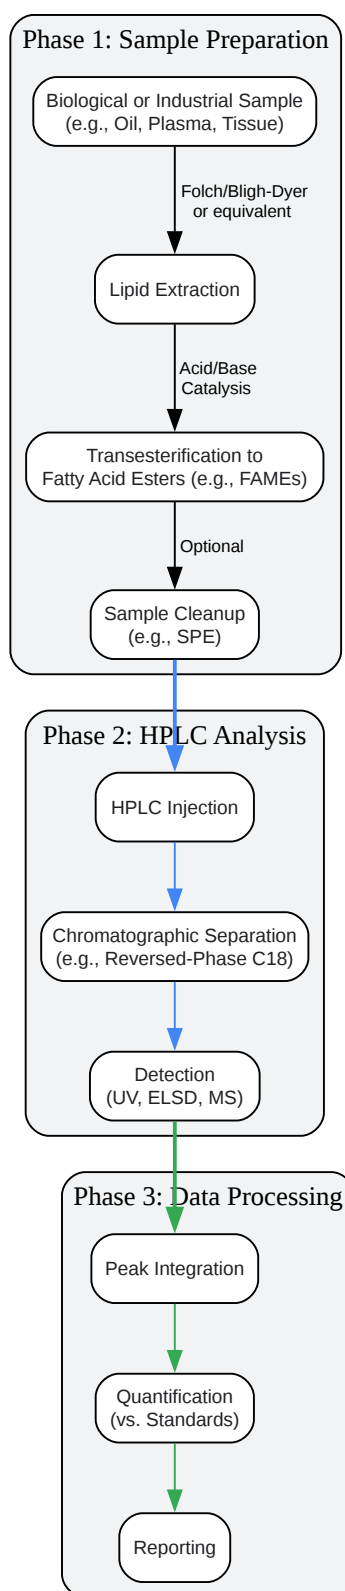 Phase 1: Sample Preparation
Biological or Industrial Sample
(e.g., Oil, Plasma, Tissue)
Folch/Bligh-Dyer
or equivalent
Lipid Extraction
Acid/Base
Catalysis
Transesterification to
Fatty Acid Esters (e.g., FAMEs)
Optional
Sample Cleanup
(e.g., SPE)
Phase 2: HPLC Analysis
HPLC Injection
Chromatographic Separation
(e.g., Reversed-Phase C18)
Detection
(UV, ELSD, MS)
Phase 3: Data Processing
Peak Integration
Quantification
(vs. Standards)
Reporting